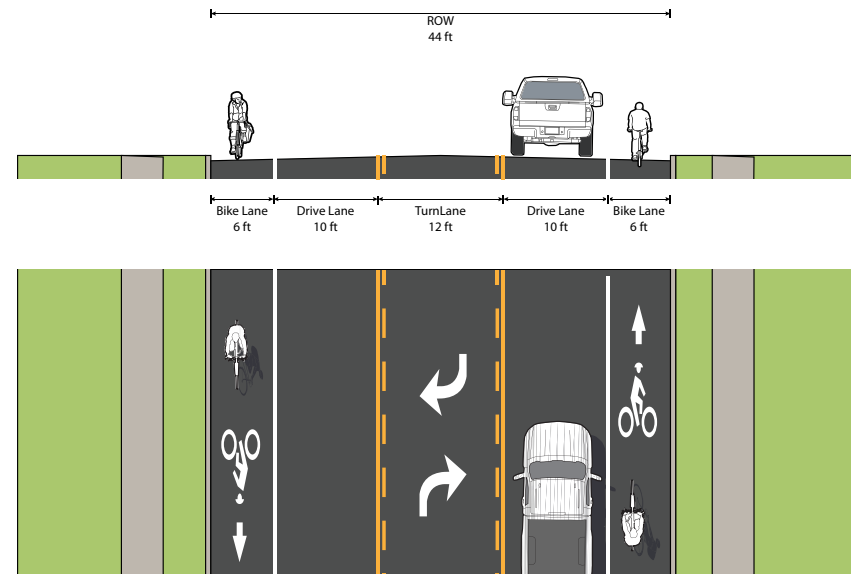 ROW
44 ft
Bike Lane
6 ft
Drive Lane
10 ft
TurnLane
12 ft
Drive Lane
10 ft
Bike Lane
6 ft